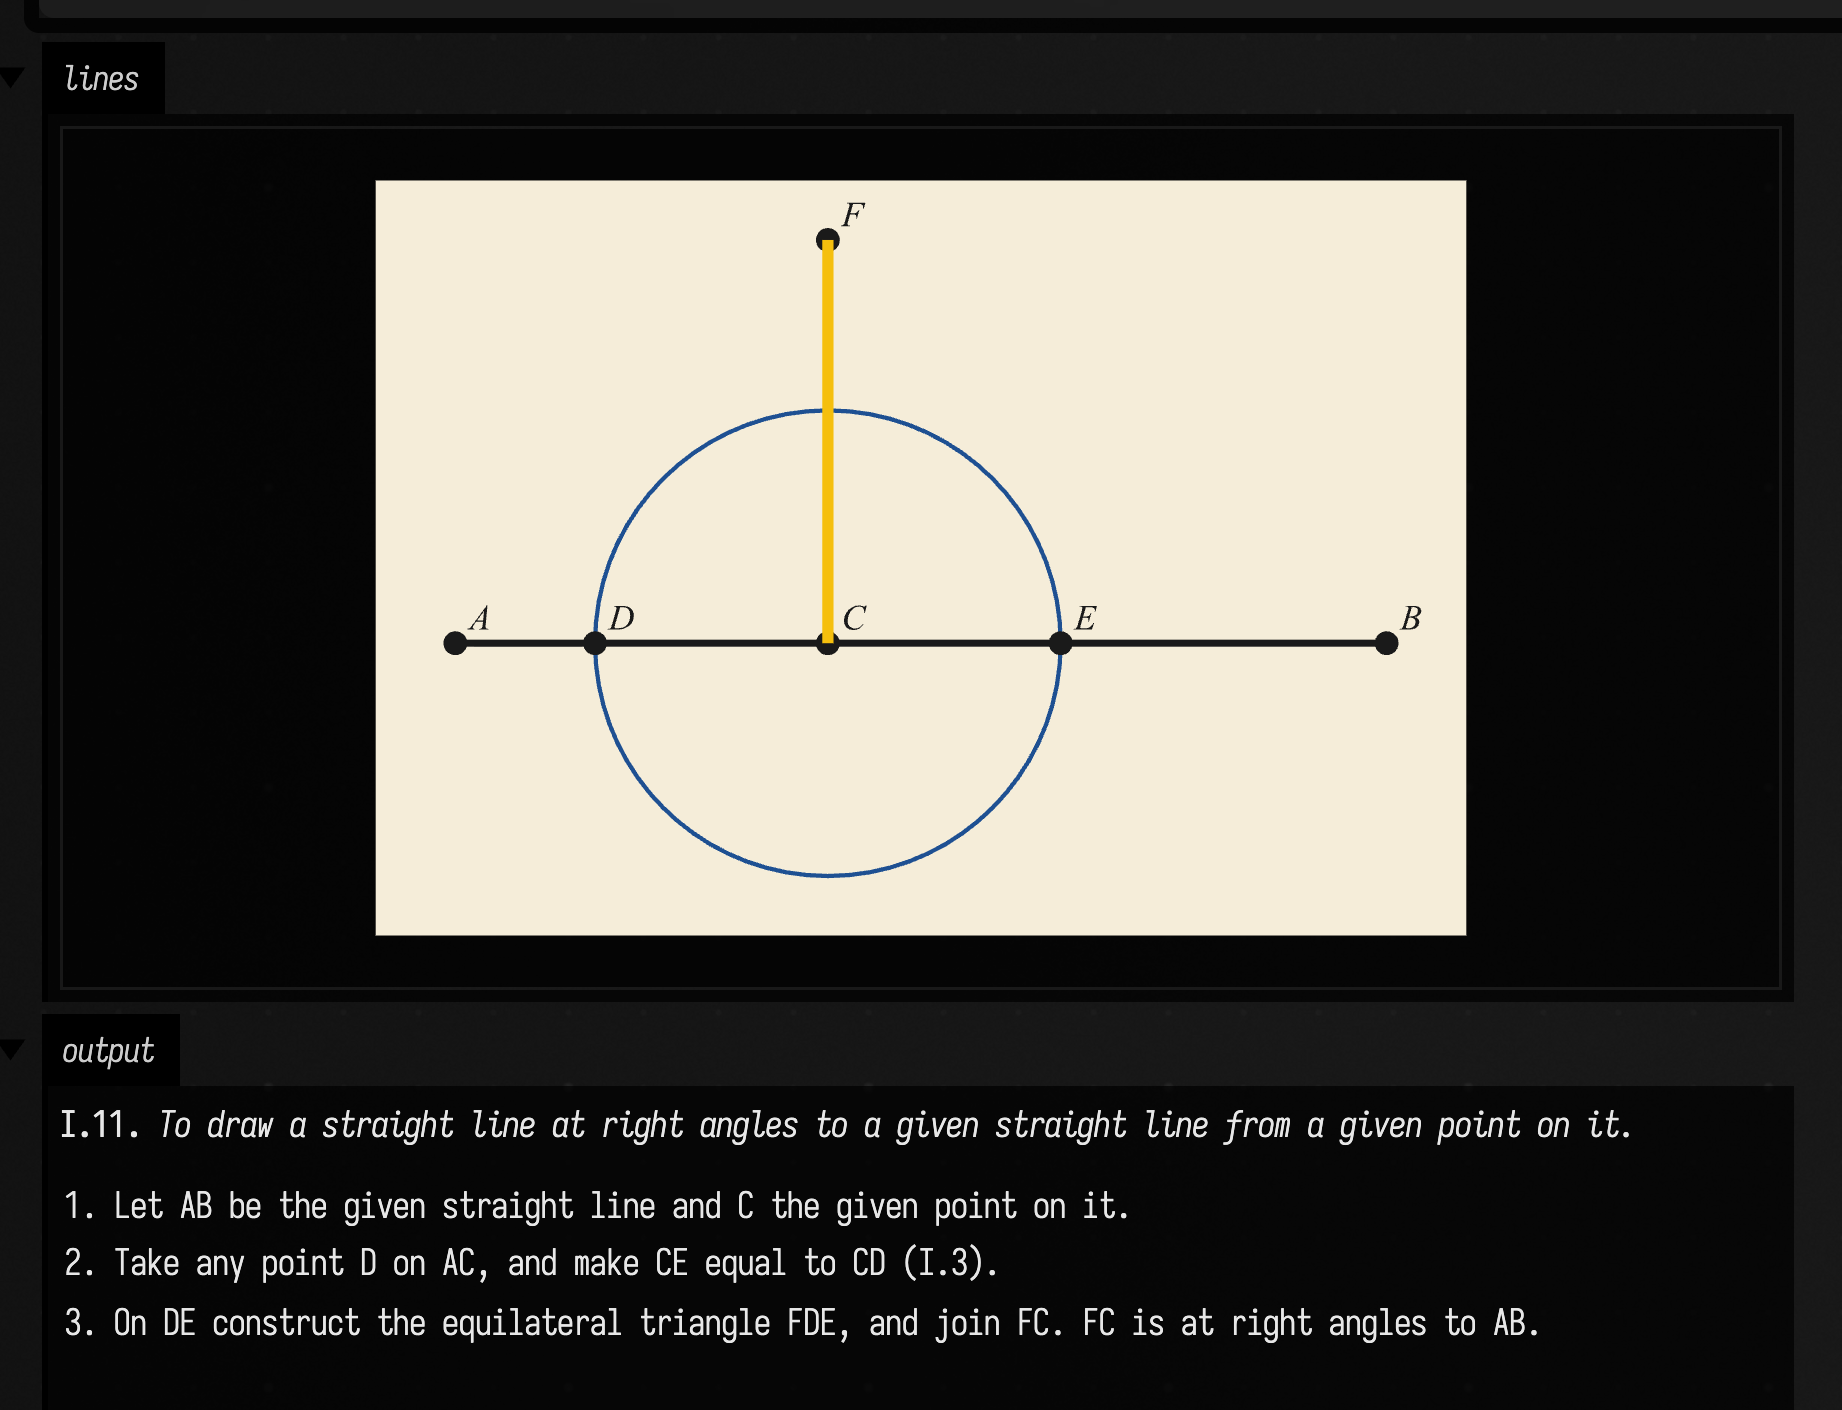 lines
F
A
D
C
E
B
output
I.11. To draw a straight line at right angles to a given straight line from a given point on it.
1. Let AB be the given straight line and C the given point on it.
2. Take any point D on AC, and make CE equal to CD (I.3).
3. On DE construct the equilateral triangle FDE, and join FC. FC is at right angles to AB.